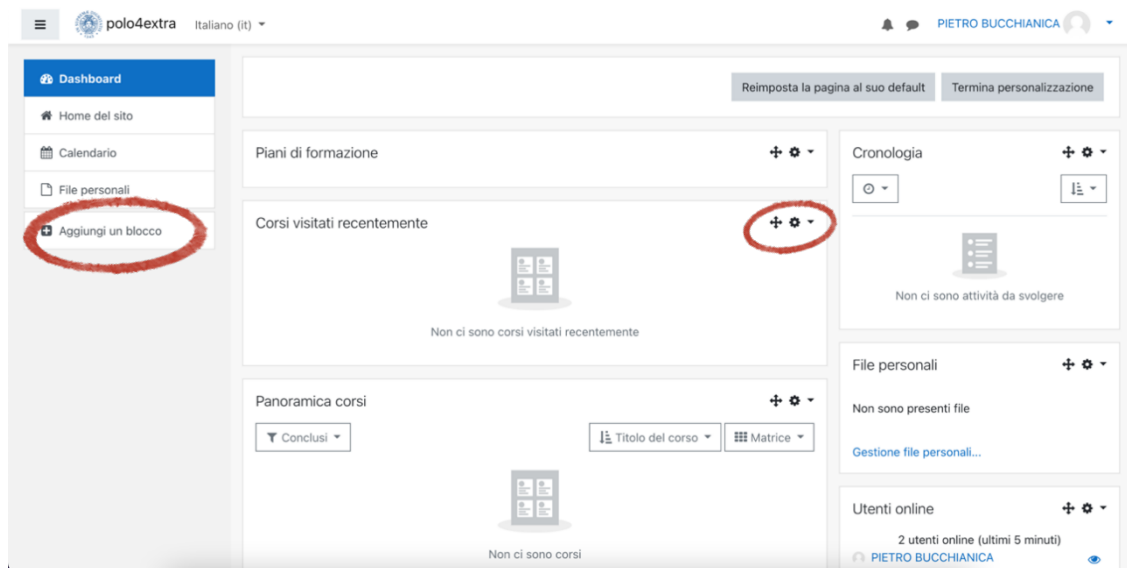 polo4extra Italiano (it)
PIETRO BUCCHIANICA
Dashboard
Home del sito
Calendario
File personali
Aggiungi un blocco
Reimposta la pagina al suo default Termina personalizzazione
Piani di formazione
Corsi visitati recentemente
Non ci sono corsi visitati recentemente
Panoramica corsi
Conclusi Titolo del corso Matrice
Non ci sono corsi
Cronologia
Non ci sono attività da svolgere
File personali
Non sono presenti file
Gestione file personali...
Utenti online
2 utenti online (ultimi 5 minuti)
PIETRO BUCCHIANICA